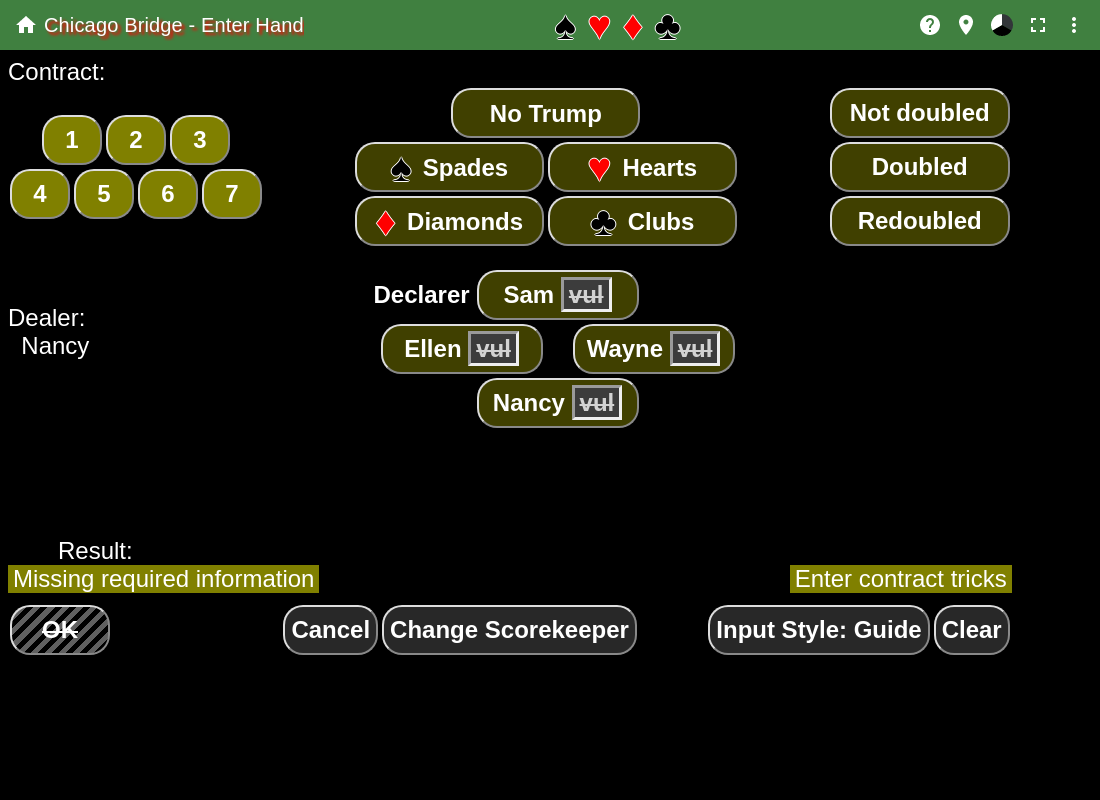 Chicago Bridge - Enter Hand
Contract:
1 2 3
4 5 6 7
No Trump
Spades Hearts
Diamonds Clubs
Not doubled
Doubled
Redoubled
Dealer:
Nancy
Declarer Sam vul
Ellen vul Wayne vul
Nancy vul
Result:
Missing required information Enter contract tricks
OK Cancel Change Scorekeeper Input Style: Guide Clear